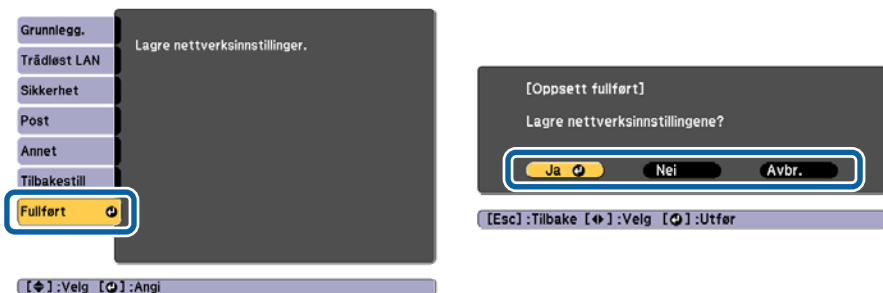 Grunnlegg.
Trådløst LAN
Sikkerhet
Post
Annet
Tilbakestill
Fullført
Lagre nettverksinnstillinger.
[ ]:Velg [ ]:Angi
[Oppsett fullført]
Lagre nettverksinnstillingene?
Ja Nei Avbr.
[Esc]:Tilbake [ ]:Velg [ ]:Utfør